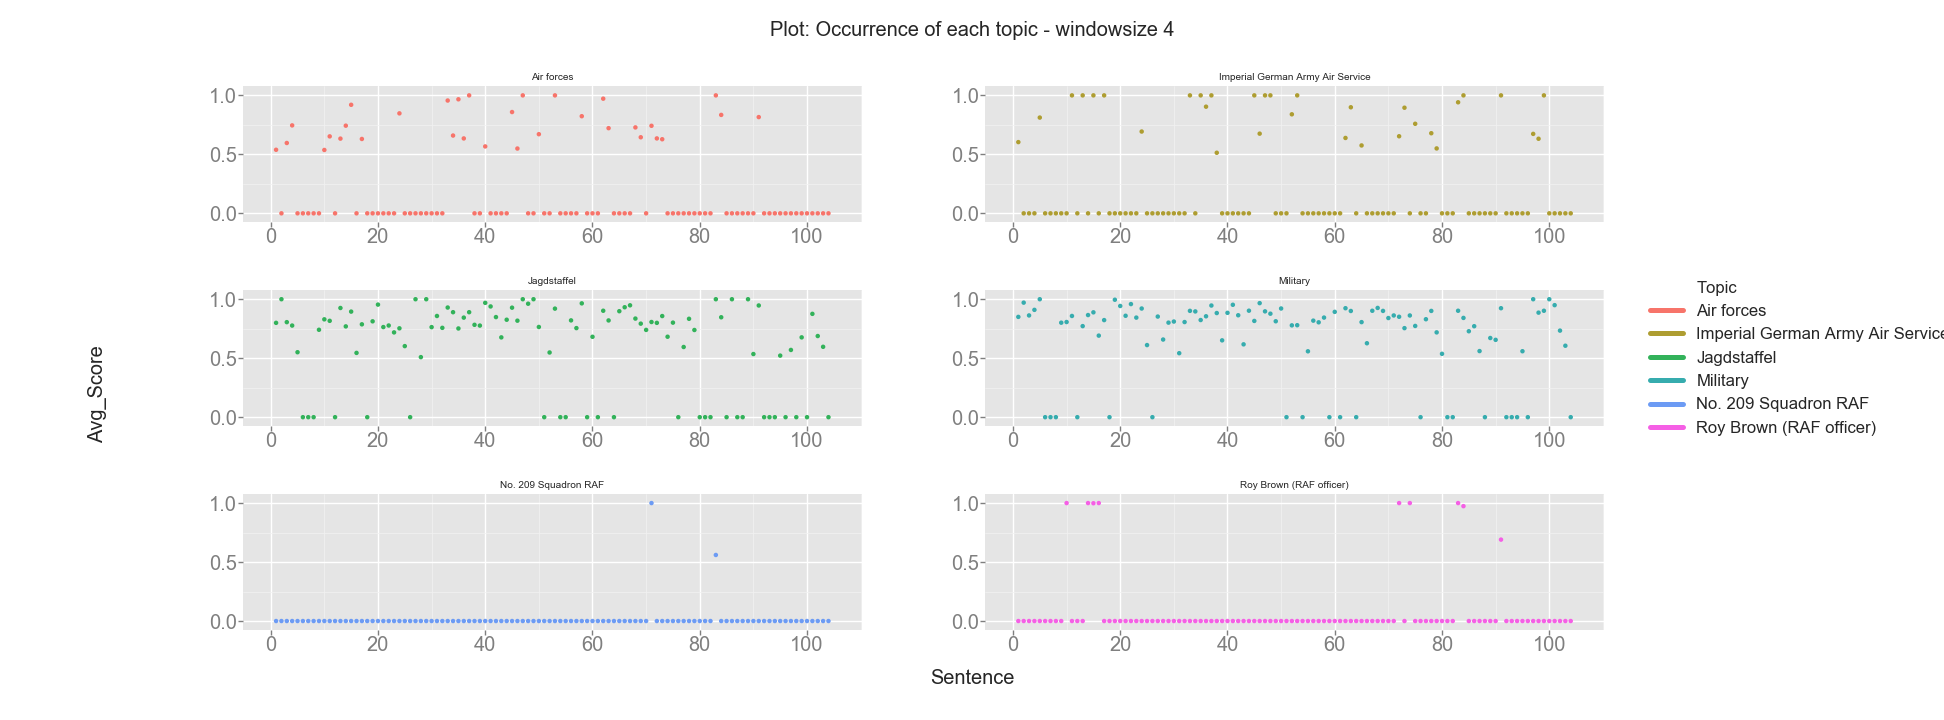 Plot: Occurrence of each topic - windowsize 4
Air forces
Imperial German Army Air Service
1.0
0.5
0.0
0 20 40 60 80 100
1.0
0.5
0.0
0 20 40 60 80 100
Jagdstaffel
Military
1.0
0.5
0.0
0 20 40 60 80 100
1.0
0.5
0.0
0 20 40 60 80 100
No. 209 Squadron RAF
Roy Brown (RAF officer)
1.0
0.5
0.0
0 20 40 60 80 100
1.0
0.5
0.0
0 20 40 60 80 100
Avg_Score
Sentence
Topic
Air forces
Imperial German Army Air Service
Jagdstaffel
Military
No. 209 Squadron RAF
Roy Brown (RAF officer)